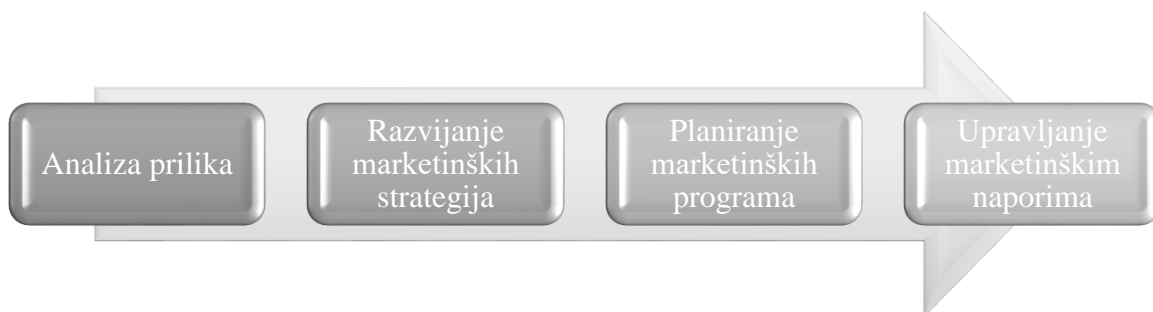 Analiza prilika
Razvijanje
marketinških
strategija
Planiranje
marketinških
programa
Upravljanje
marketinškim
naporima